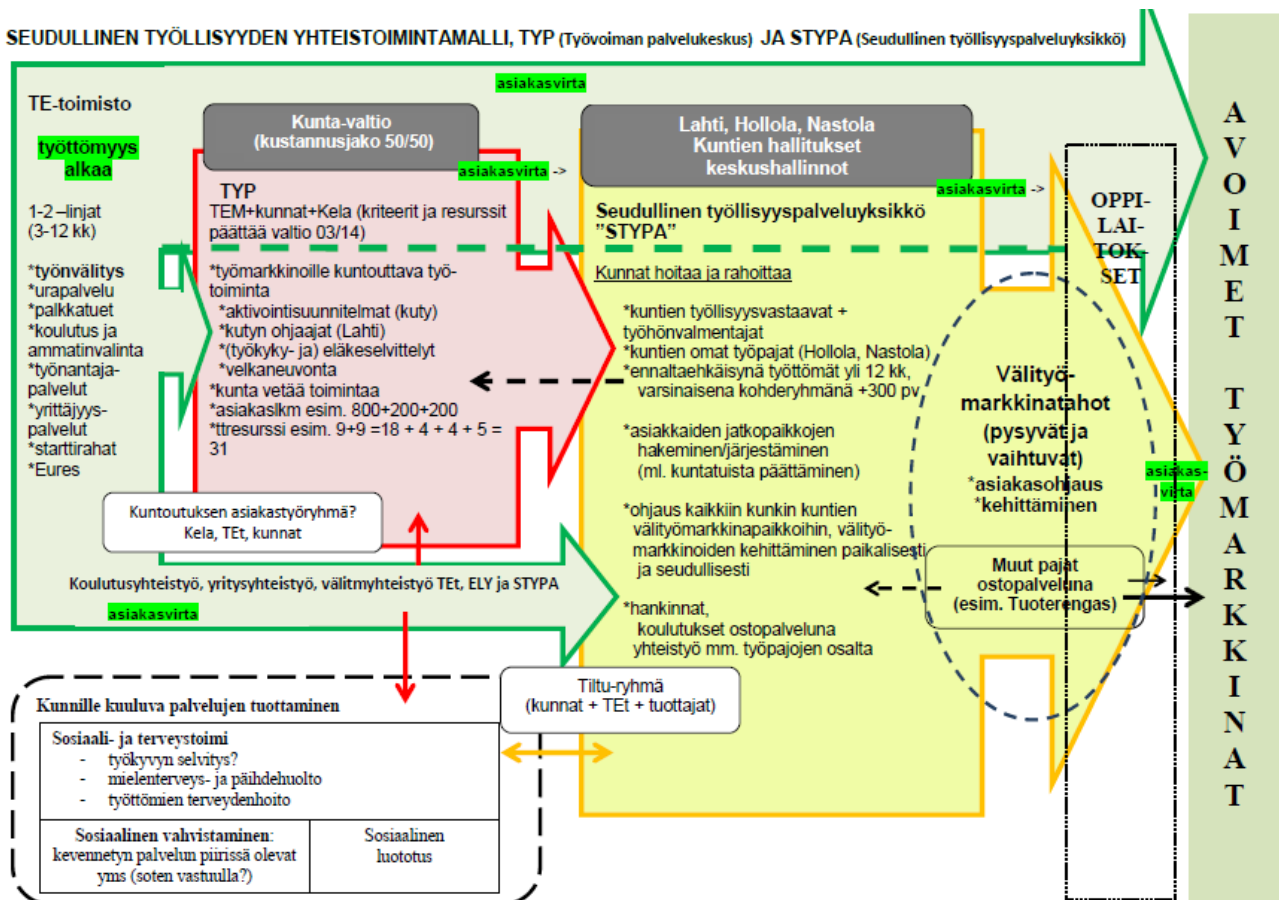 SEUDULLINEN TYÖLLISYYDEN YHTEISTOIMINTAMALLI, TYP (Työvoiman palvelukeskus) JA STYPA (Seudullinen työllisyyspalveluyksikkö)
asiakasvirta
TE-toimisto
työttömyys
alkaa
1-2 –linjat
(3-12 kk)
*työnvälitys
*urapalvelu
*palkkatuet
*koulutus ja
ammatinvalinta
*työnantaja-
palvelut
*yrittäjyys-
palvelut
*starttirahat
*Eures
Kunta-valtio
(kustannusjako 50/50)
asiakasvirta ->
TYP
TEM+kunnat+Kela (kriteerit ja resurssit
päättää valtio 03/14)
*työmarkkinoille kuntouttava työ-
toiminta
*aktivointisuunnitelmat (kuty)
*kutyn ohjaajat (Lahti)
*(työkyky- ja) eläkeselvittelyt
*velkaneuvonta
*kunta vetää toimintaa
*asiakaslkm esim. 800+200+200
*ttresurssi esim. 9+9 =18 + 4 + 4 + 5 =
31
Kuntoutuksen asiakastyöryhmä?
Kela, TEt, kunnat
Koulutusyhteistyö, yritysyhteistyö, välitmyhteistyö TEt, ELY ja STYPA
asiakasvirta
Lahti, Hollola, Nastola
Kuntien hallitukset
keskushallinnot
asiakasvirta ->
Seudullinen työllisyyspalveluyksikkö
"STYPA"
Kunnat hoitaa ja rahoittaa
*kuntien työllisyysvastaavat +
työhönvalmentajat
*kuntien omat työpajat (Hollola, Nastola)
*ennaltaehkäisynä työttömät yli 12 kk,
varsinaisena kohderyhmänä +300 pv
*asiakkaiden jatkopaikkojen
hakeminen/järjestäminen
(ml. kuntatuista päättäminen)
*ohjaus kaikkiin kunkin kuntien
välityömarkkinapaikkoihin, välityö-
markkinoiden kehittäminen paikalisesti
ja seudullisesti
*hankinnat,
koulutukset ostopalveluna
yhteistyö mm. työpajojen osalta
Tiltu-ryhmä
(kunnat + TEt + tuottajat)
OPPI-
LAI-
TOK-
SET
Välityö-
markkinatahot
(pysyvät ja
vaihtuvat)
*asiakasohjaus
*kehittäminen
asiakas-
virta
Muut pajat
ostopalveluna
(esim. Tuoterengas)
AVOIMET TYÖMARKKINAT
Kunnille kuuluva palvelujen tuottaminen
Sosiaali- ja terveystoimi
- työkyvyn selvitys?
- mielenterveys- ja päihdehuolto
- työttömien terveydenhoito
Sosiaalinen vahvistaminen:
kevennetyn palvelun piirissä olevat
yms (soten vastuulla?)
Sosiaalinen
luototus